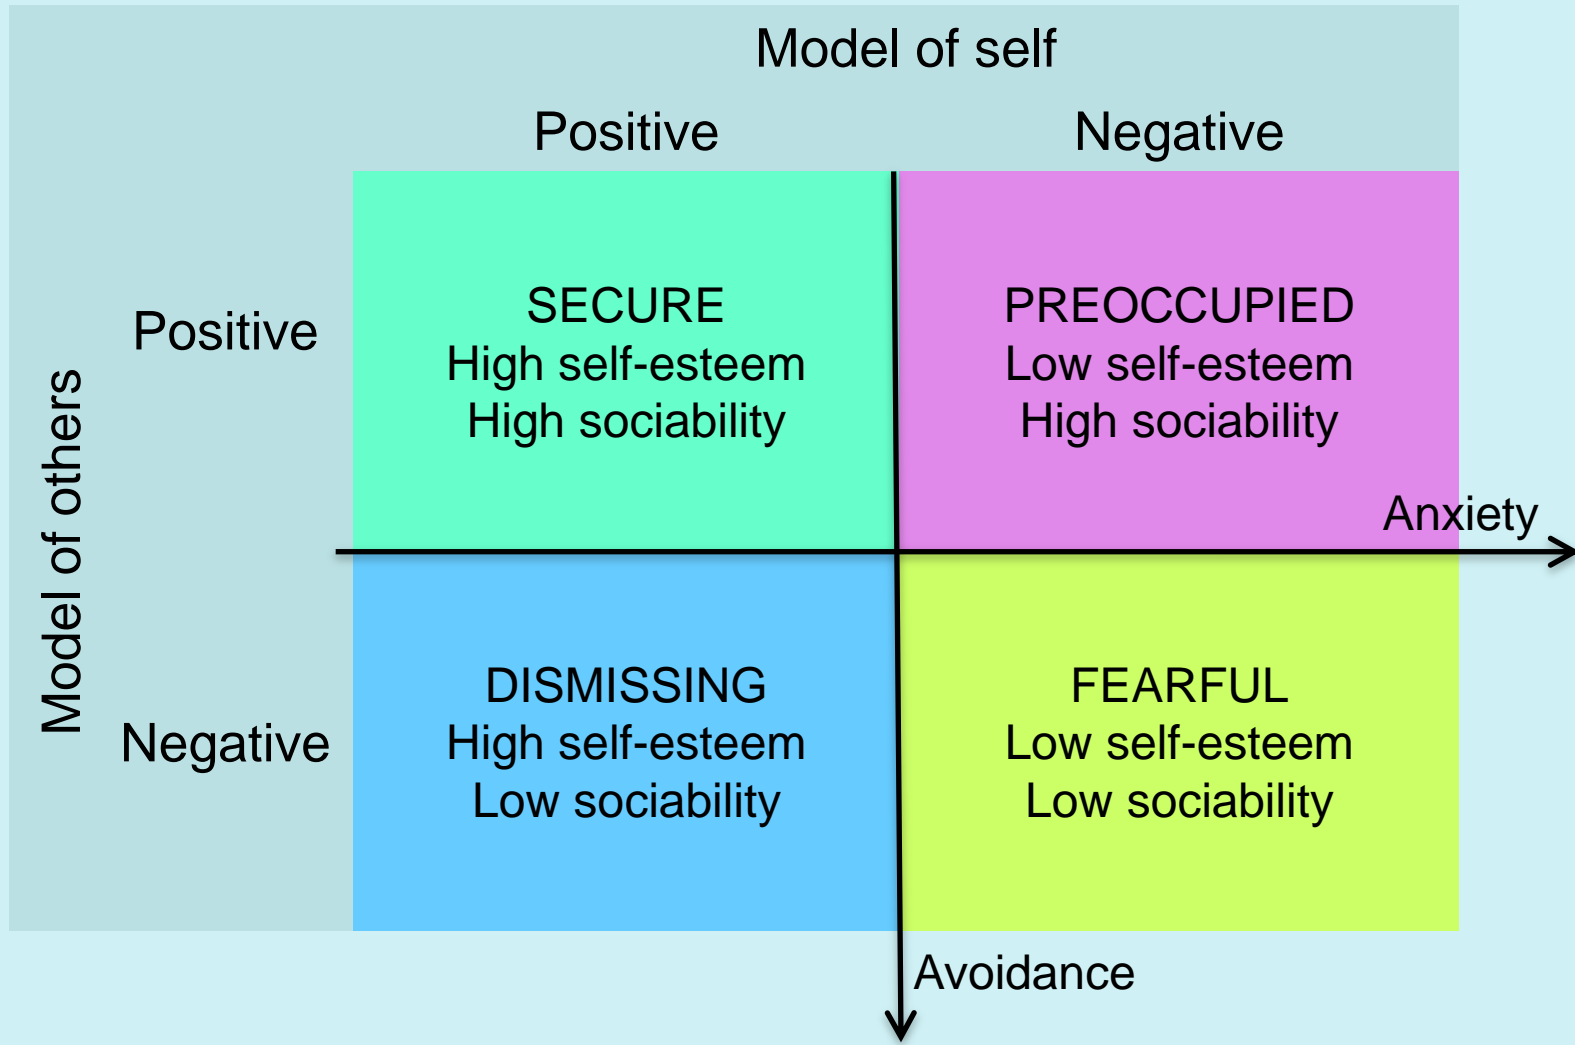 Model of self
Positive
Negative
Model of others
Positive
SECURE
High self-esteem
High sociability
PREOCCUPIED
Low self-esteem
High sociability
Anxiety
Negative
DISMISSING
High self-esteem
Low sociability
FEARFUL
Low self-esteem
Low sociability
Avoidance